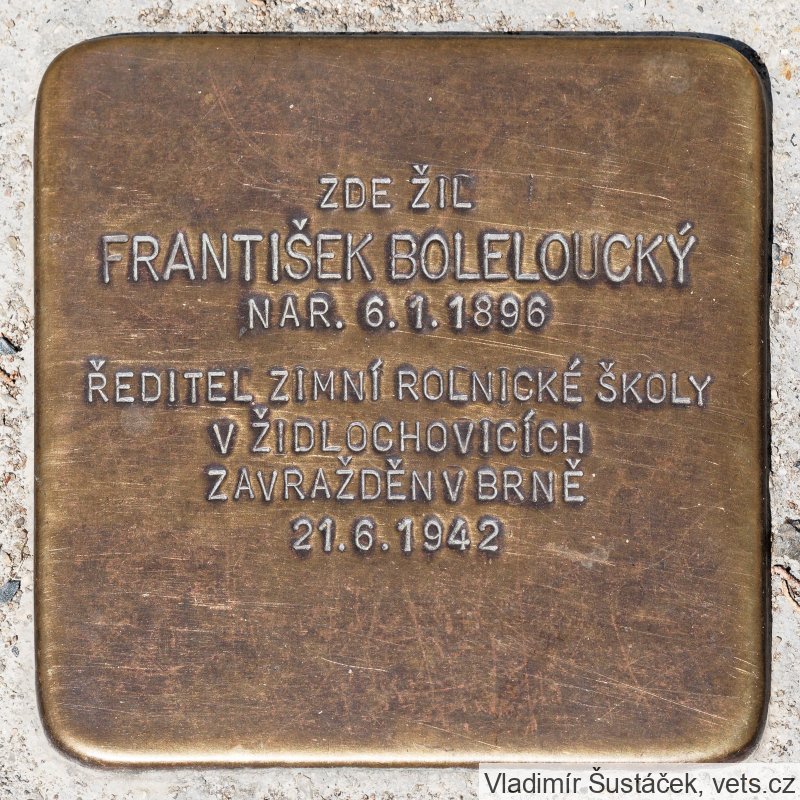 ZDE ŽIL
FRANTIŠEK BOLELOUCKÝ
NAR. 6.1.1896
ŘEDITEL ZIMNÍ ROLNICKÉ ŠKOLY
V ŽIDLOCHOVICÍCH
ZAVRAŽDĚN V BRNĚ
21.6.1942
Vladimír Šustáček, vets.cz